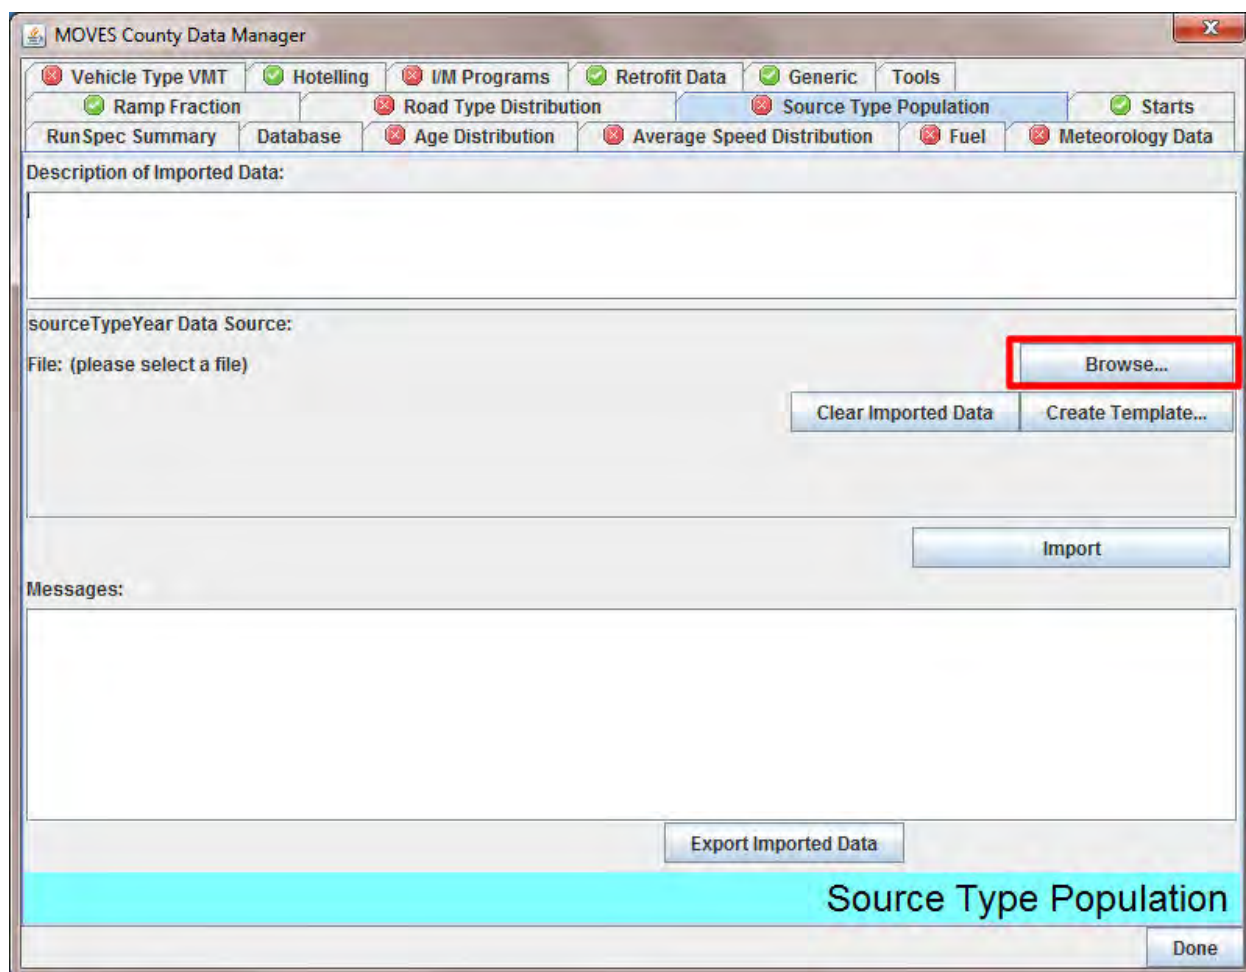 MOVES County Data Manager
Vehicle Type VMT Hotelling I/M Programs Retrofit Data Generic Tools
Ramp Fraction Road Type Distribution Source Type Population Starts
RunSpec Summary Database Age Distribution Average Speed Distribution Fuel Meteorology Data
Description of Imported Data:
sourceTypeYear Data Source:
File: (please select a file) Browse...
Clear Imported Data Create Template...
Import
Messages:
Export Imported Data
Source Type Population
Done